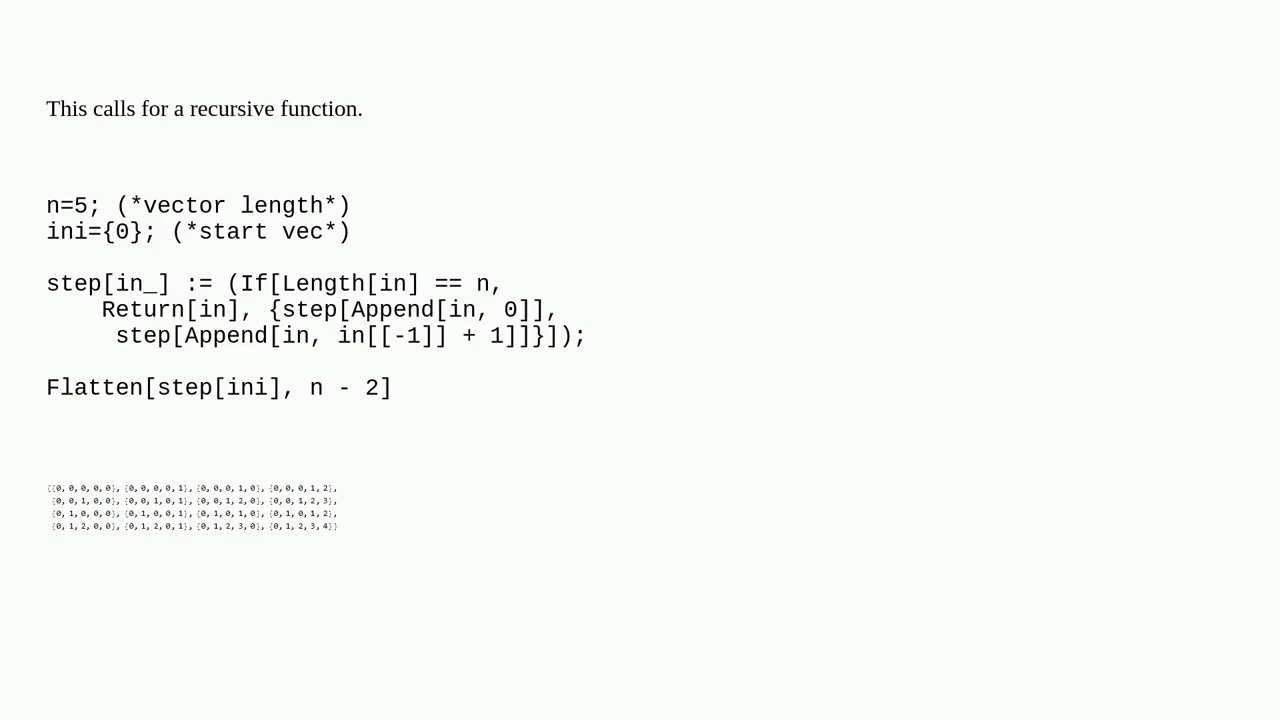 This calls for a recursive function.
n=5; (*vector length*)
ini={0}; (*start vec*)
step[in_] := (If[Length[in] == n,
Return[in], {step[Append[in, 0]],
step[Append[in, in[[-1]] + 1]]}]);
Flatten[step[ini], n - 2]
{{0, 0, 0, 0, 0}, {0, 0, 0, 0, 1}, {0, 0, 0, 1, 0}, {0, 0, 0, 1, 2},
{0, 0, 1, 0, 0}, {0, 0, 1, 0, 1}, {0, 0, 1, 2, 0}, {0, 0, 1, 2, 3},
{0, 1, 0, 0, 0}, {0, 1, 0, 0, 1}, {0, 1, 0, 1, 0}, {0, 1, 0, 1, 2},
{0, 1, 2, 0, 0}, {0, 1, 2, 0, 1}, {0, 1, 2, 3, 0}, {0, 1, 2, 3, 4}}